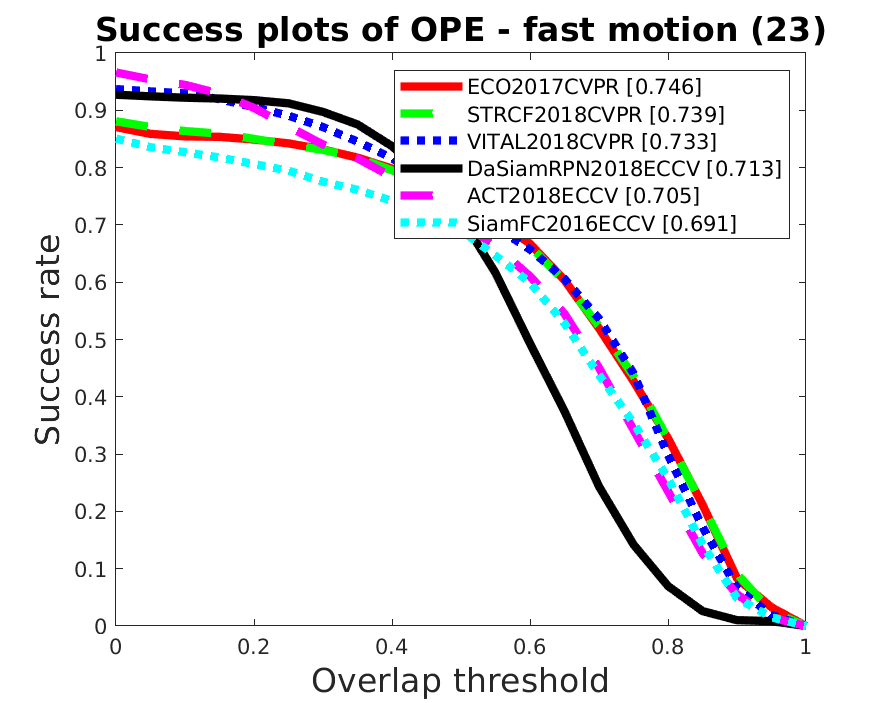 Success plots of OPE - fast motion (23)
1
0.9
0.8
0.7
0.6
0.5
0.4
0.3
0.2
0.1
0
Success rate
ECO2017CVPR [0.746]
STRCF2018CVPR [0.739]
VITAL2018CVPR [0.733]
DaSiamRPN2018ECCV [0.713]
ACT2018ECCV [0.705]
SiamFC2016ECCV [0.691]
0 0.2 0.4 0.6 0.8 1
Overlap threshold